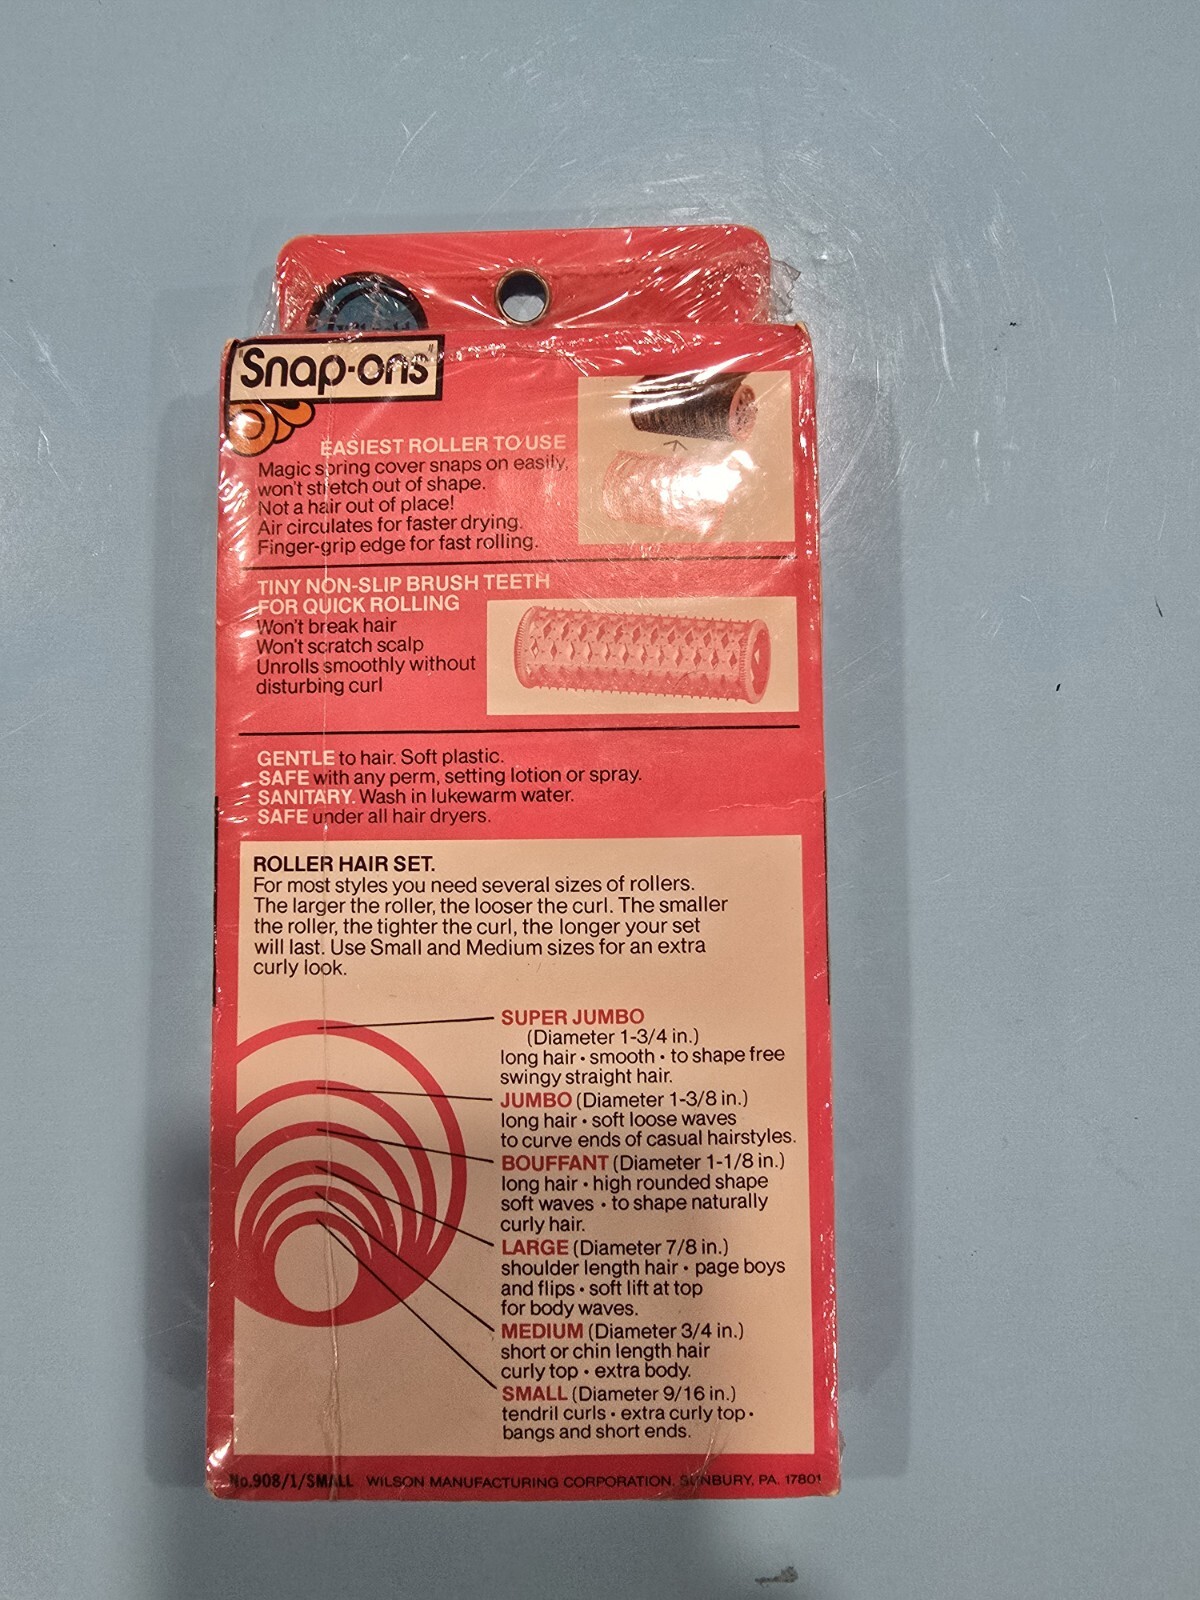 "Snap-ons"
EASIEST ROLLER TO USE
Magic spring cover snaps on easily,
won't stretch out of shape.
Not a hair out of place!
Air circulates for faster drying.
Finger-grip edge for fast rolling.
TINY NON-SLIP BRUSH TEETH
FOR QUICK ROLLING
Won't break hair
Won't scratch scalp
Unrolls smoothly without
disturbing curl
GENTLE to hair. Soft plastic.
SAFE with any perm, setting lotion or spray.
SANITARY. Wash in lukewarm water.
SAFE under all hair dryers.
ROLLER HAIR SET.
For most styles you need several sizes of rollers.
The larger the roller, the looser the curl. The smaller
the roller, the tighter the curl, the longer your set
will last. Use Small and Medium sizes for an extra
curly look.
SUPER JUMBO
(Diameter 1-3/4 in.)
long hair • smooth • to shape free
swingy straight hair.
JUMBO (Diameter 1-3/8 in.)
long hair • soft loose waves
to curve ends of casual hairstyles.
BOUFFANT (Diameter 1-1/8 in.)
long hair • high rounded shape
soft waves • to shape naturally
curly hair.
LARGE (Diameter 7/8 in.)
shoulder length hair • page boys
and flips • soft lift at top
for body waves.
MEDIUM (Diameter 3/4 in.)
short or chin length hair
curly top • extra body.
SMALL (Diameter 9/16 in.)
tendril curls • extra curly top •
bangs and short ends.
No.908/1/SMALL WILSON MANUFACTURING CORPORATION, SUNBURY, PA. 17801